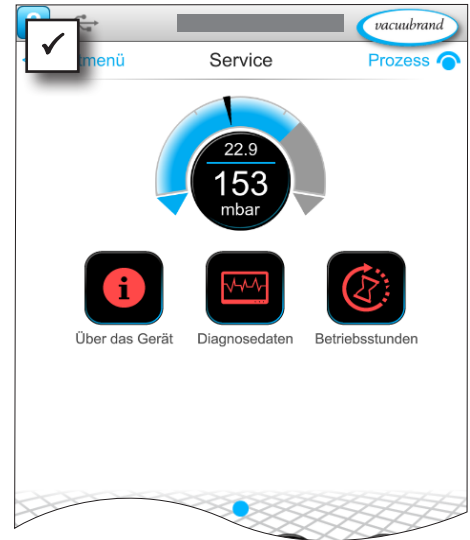 vacuubrand
menü
Service
Prozess
22.9
153
mbar
Über das Gerät
Diagnosedaten
Betriebsstunden